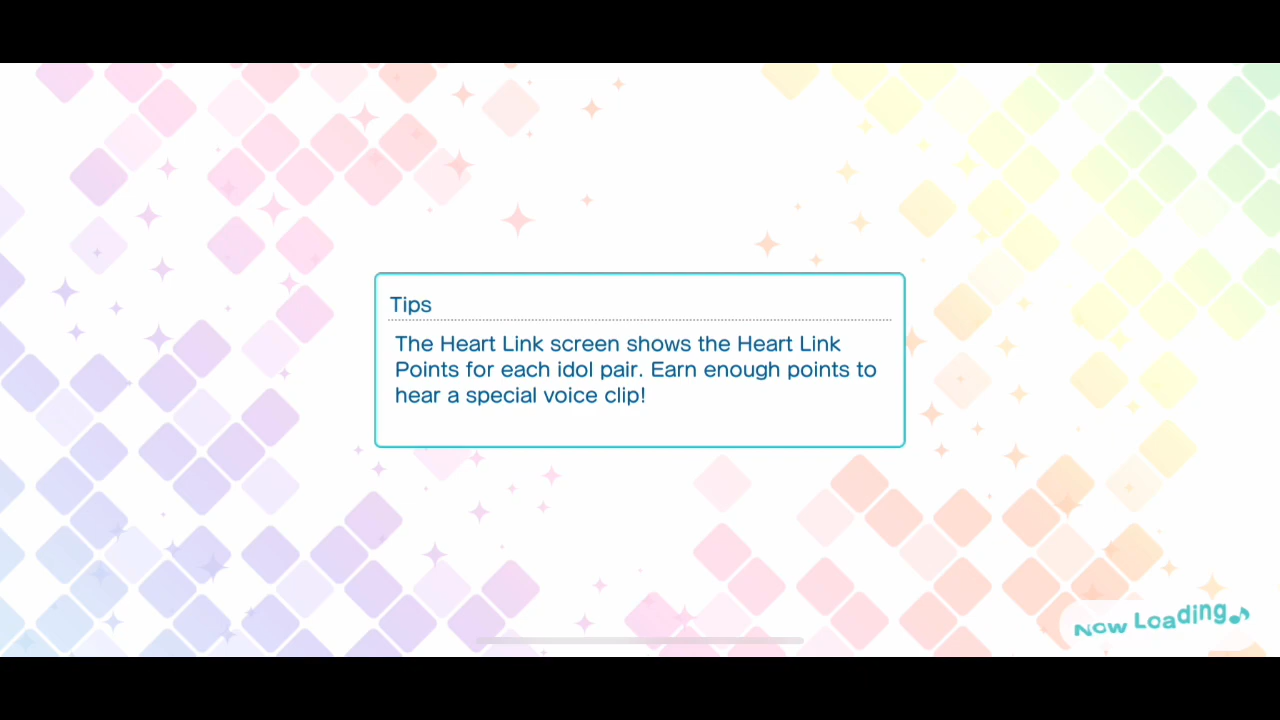 Tips
The Heart Link screen shows the Heart Link
Points for each idol pair. Earn enough points to
hear a special voice clip!
Now Loading♪